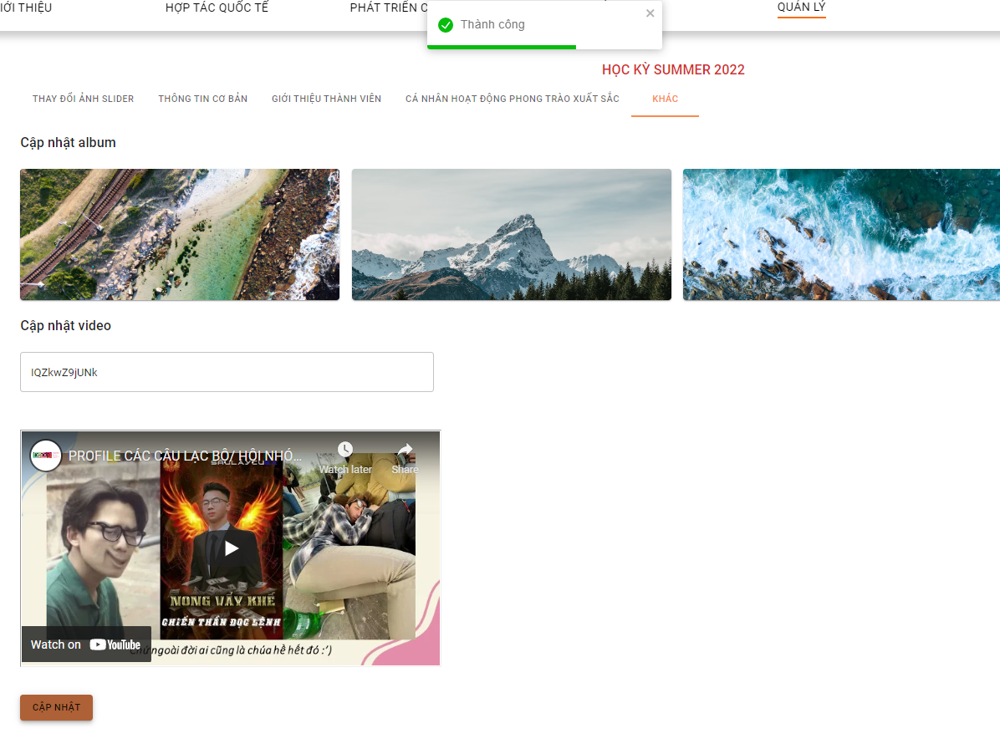 IỚI THIỆU
HỢP TÁC QUỐC TẾ
PHÁT TRIỂN C
QUẢN LÝ
Thành công
HỌC KỲ SUMMER 2022
THAY ĐỔI ẢNH SLIDER
THÔNG TIN CƠ BẢN
GIỚI THIỆU THÀNH VIÊN
CÁ NHÂN HOẠT ĐỘNG PHONG TRÀO XUẤT SẮC
KHÁC
Cập nhật album
Cập nhật video
IQZkwZ9jUNk
PROFILE CÁC CÂU LẠC BỘ/ HỘI NHÓ...
Watch later
Share
MỎNG VẢY KHẾ
CHIẾN THẦN ĐỌC LỆNH
Watch on YouTube
Chứ ngoài đời ai cũng là chúa hề hết đó :')
CẬP NHẬT